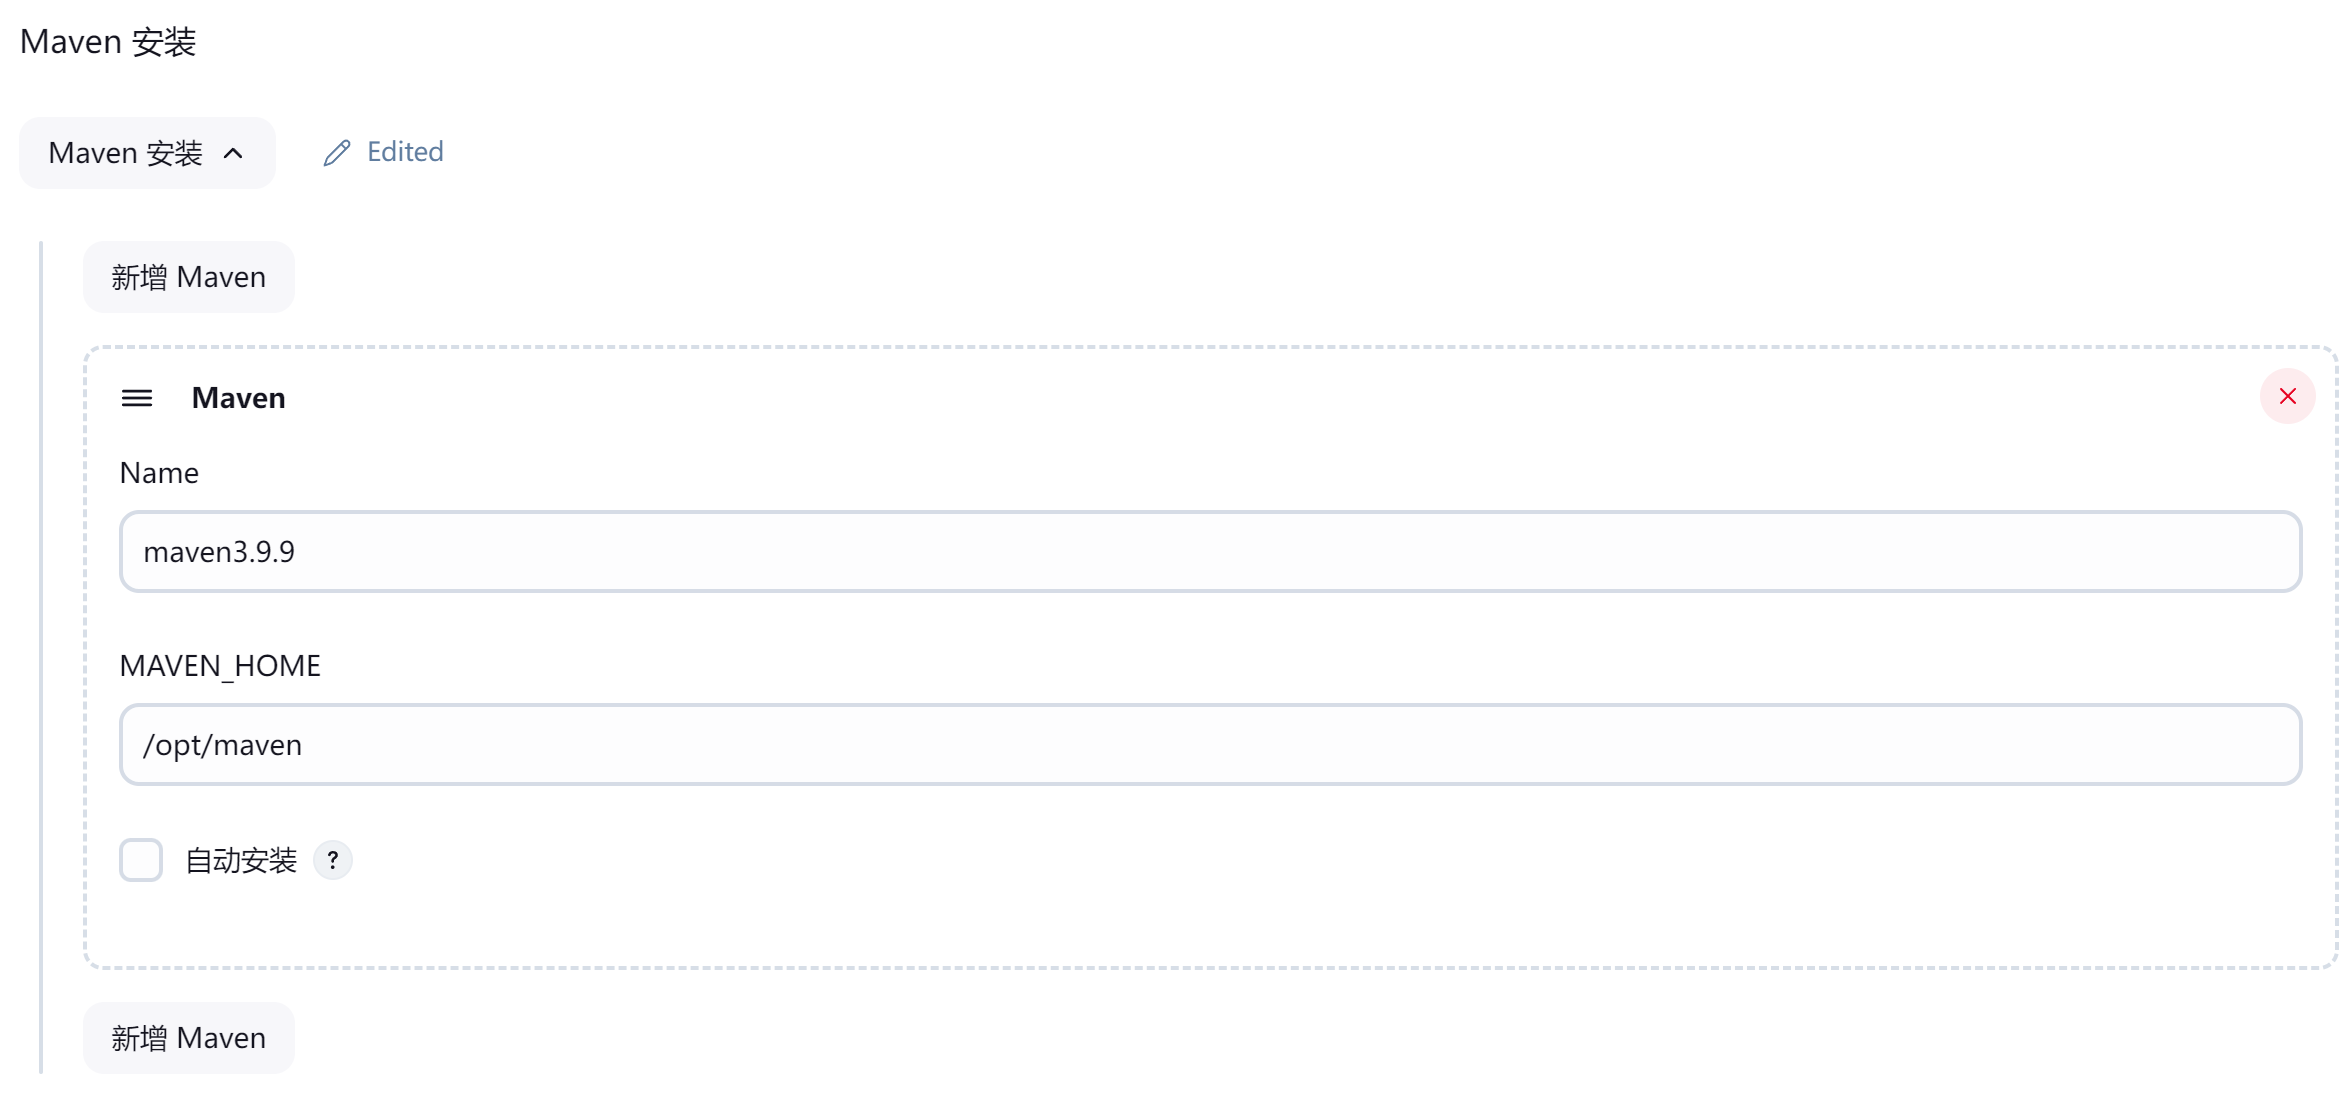 Maven 安装
Maven 安装
Edited
新增 Maven
Maven
Name
maven3.9.9
MAVEN_HOME
/opt/maven
自动安装 ?
新增 Maven